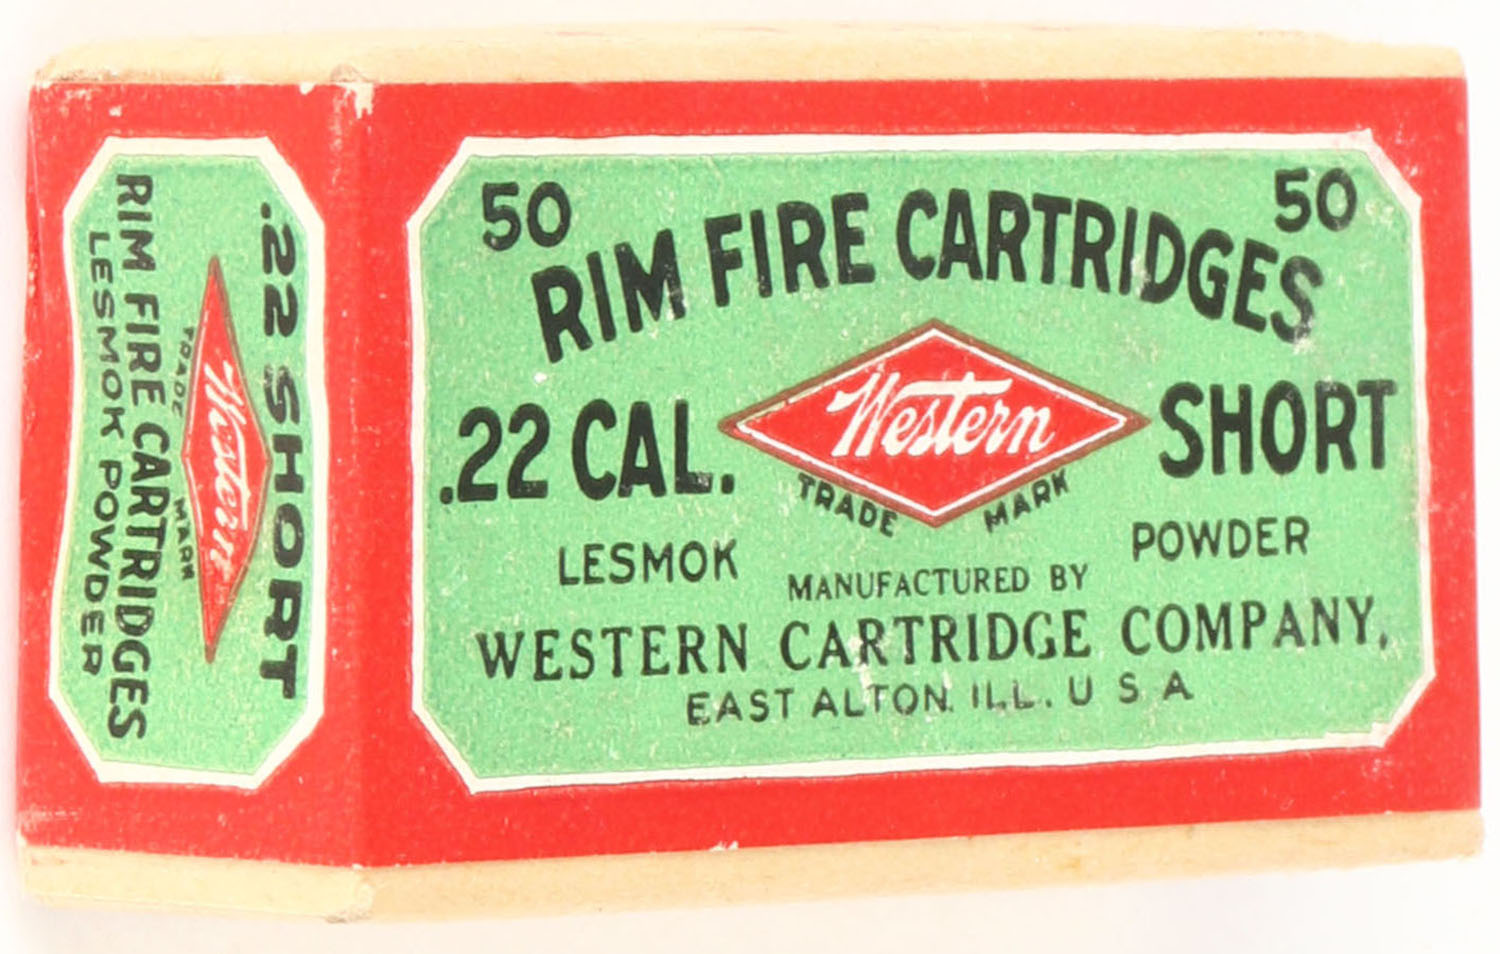 50 50
RIM FIRE CARTRIDGES
.22 CAL. Western SHORT
TRADE MARK
LESMOK POWDER
MANUFACTURED BY
WESTERN CARTRIDGE COMPANY,
EAST ALTON. ILL. U S A
.22 SHORT
Western
TRADE MARK
RIM FIRE CARTRIDGES
LESMOK POWDER